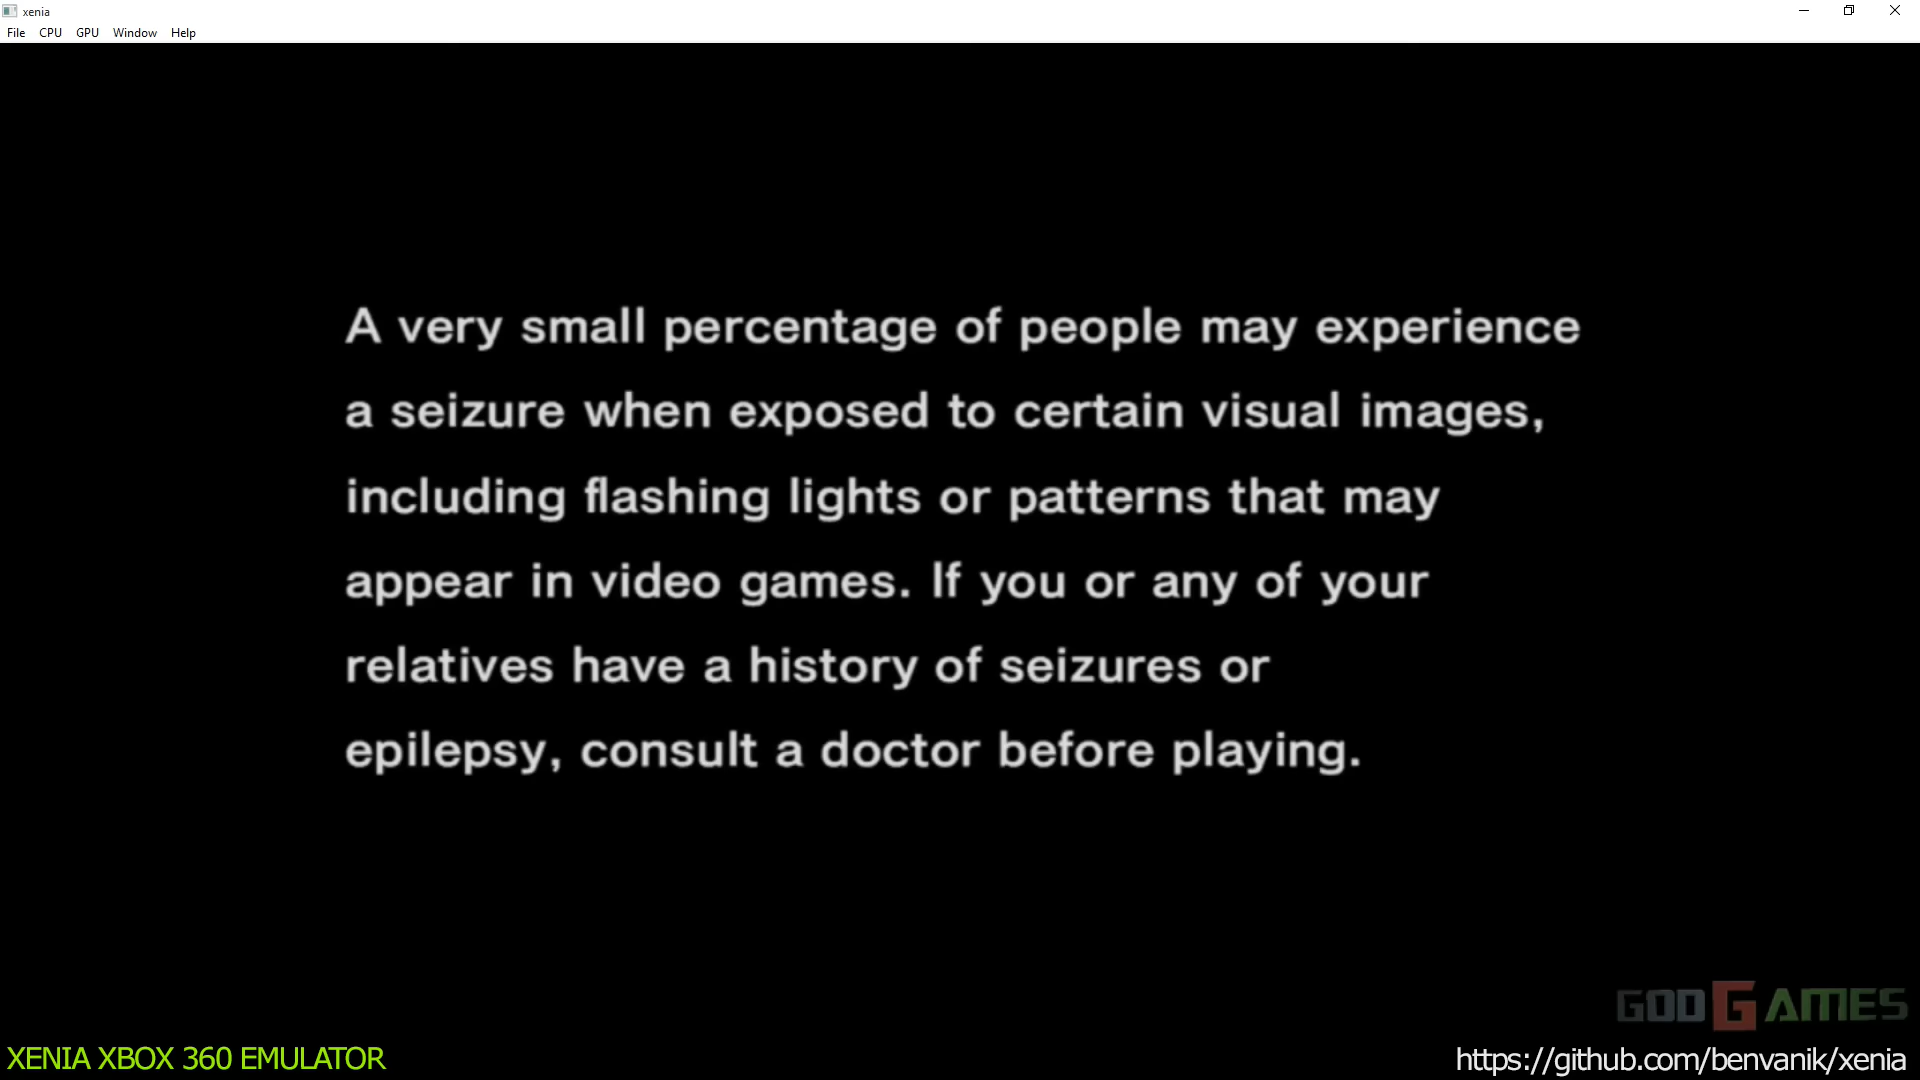 xenia
File CPU GPU Window Help
A very small percentage of people may experience
a seizure when exposed to certain visual images,
including flashing lights or patterns that may
appear in video games. If you or any of your
relatives have a history of seizures or
epilepsy, consult a doctor before playing.
GODGAMES
XENIA XBOX 360 EMULATOR
https://github.com/benvanik/xenia